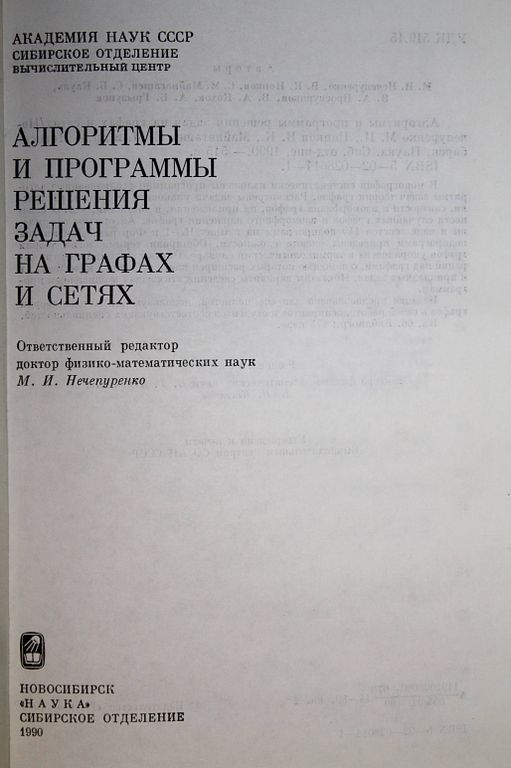 АКАДЕМИЯ НАУК СССР
СИБИРСКОЕ ОТДЕЛЕНИЕ
ВЫЧИСЛИТЕЛЬНЫЙ ЦЕНТР
АЛГОРИТМЫ
И ПРОГРАММЫ
РЕШЕНИЯ
ЗАДАЧ
НА ГРАФАХ
И СЕТЯХ
Ответственный редактор
доктор физико-математических наук
М. И. Нечепуренко
НОВОСИБИРСК
«НАУКА»
СИБИРСКОЕ ОТДЕЛЕНИЕ
1990